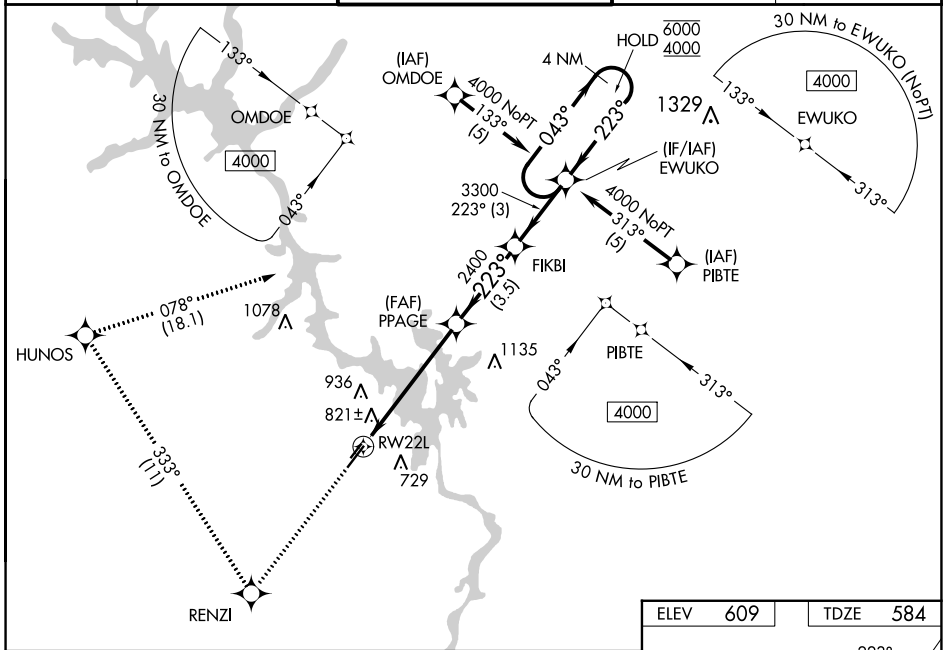 133°
OMDOE
4000
30 NM to OMDOE
043°
(IAF)
OMDOE
4000 NoPT
133°
(5)
4 NM
HOLD
6000
4000
043°
223°
1329
(IF/IAF)
EWUKO
30 NM to EWUKO (NoPT)
4000
133°
EWUKO
313°
3300
223° (3)
4000 NoPT
313°
(5)
(IAF)
PIBTE
FIKBI
2400
223°
(3.5)
(FAF)
PPAGE
078°
(18.1)
1078
HUNOS
1135
PIBTE
043°
313°
4000
30 NM to PIBTE
936
821±
RW22L
729
333°
(11)
RENZI
ELEV 609
TDZE 584